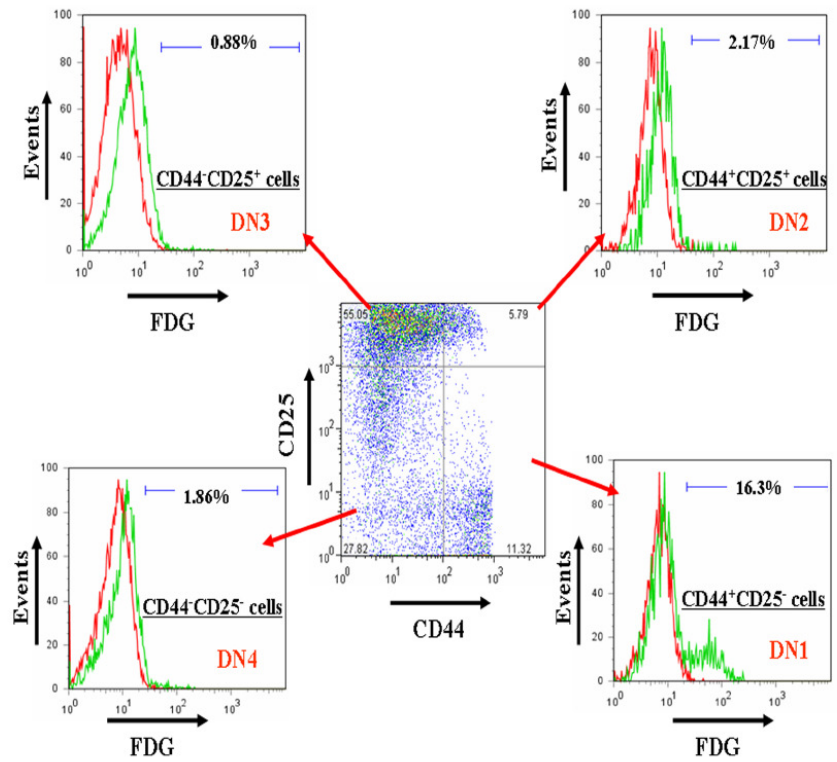 100
80
60
40
20
0
Events
0.88%
CD44⁻CD25⁺ cells
DN3
10⁰ 10¹ 10² 10³
FDG
100
80
60
40
20
0
Events
2.17%
CD44⁺CD25⁺ cells
DN2
10⁰ 10¹ 10² 10³
FDG
55.05 5.79
10³
10²
10¹
10⁰
CD25
27.82 11.32
10⁰ 10¹ 10² 10³
CD44
100
80
60
40
20
0
Events
1.86%
CD44⁻CD25⁻ cells
DN4
10⁰ 10¹ 10² 10³
FDG
100
80
60
40
20
0
Events
16.3%
CD44⁺CD25⁻ cells
DN1
10⁰ 10¹ 10² 10³
FDG